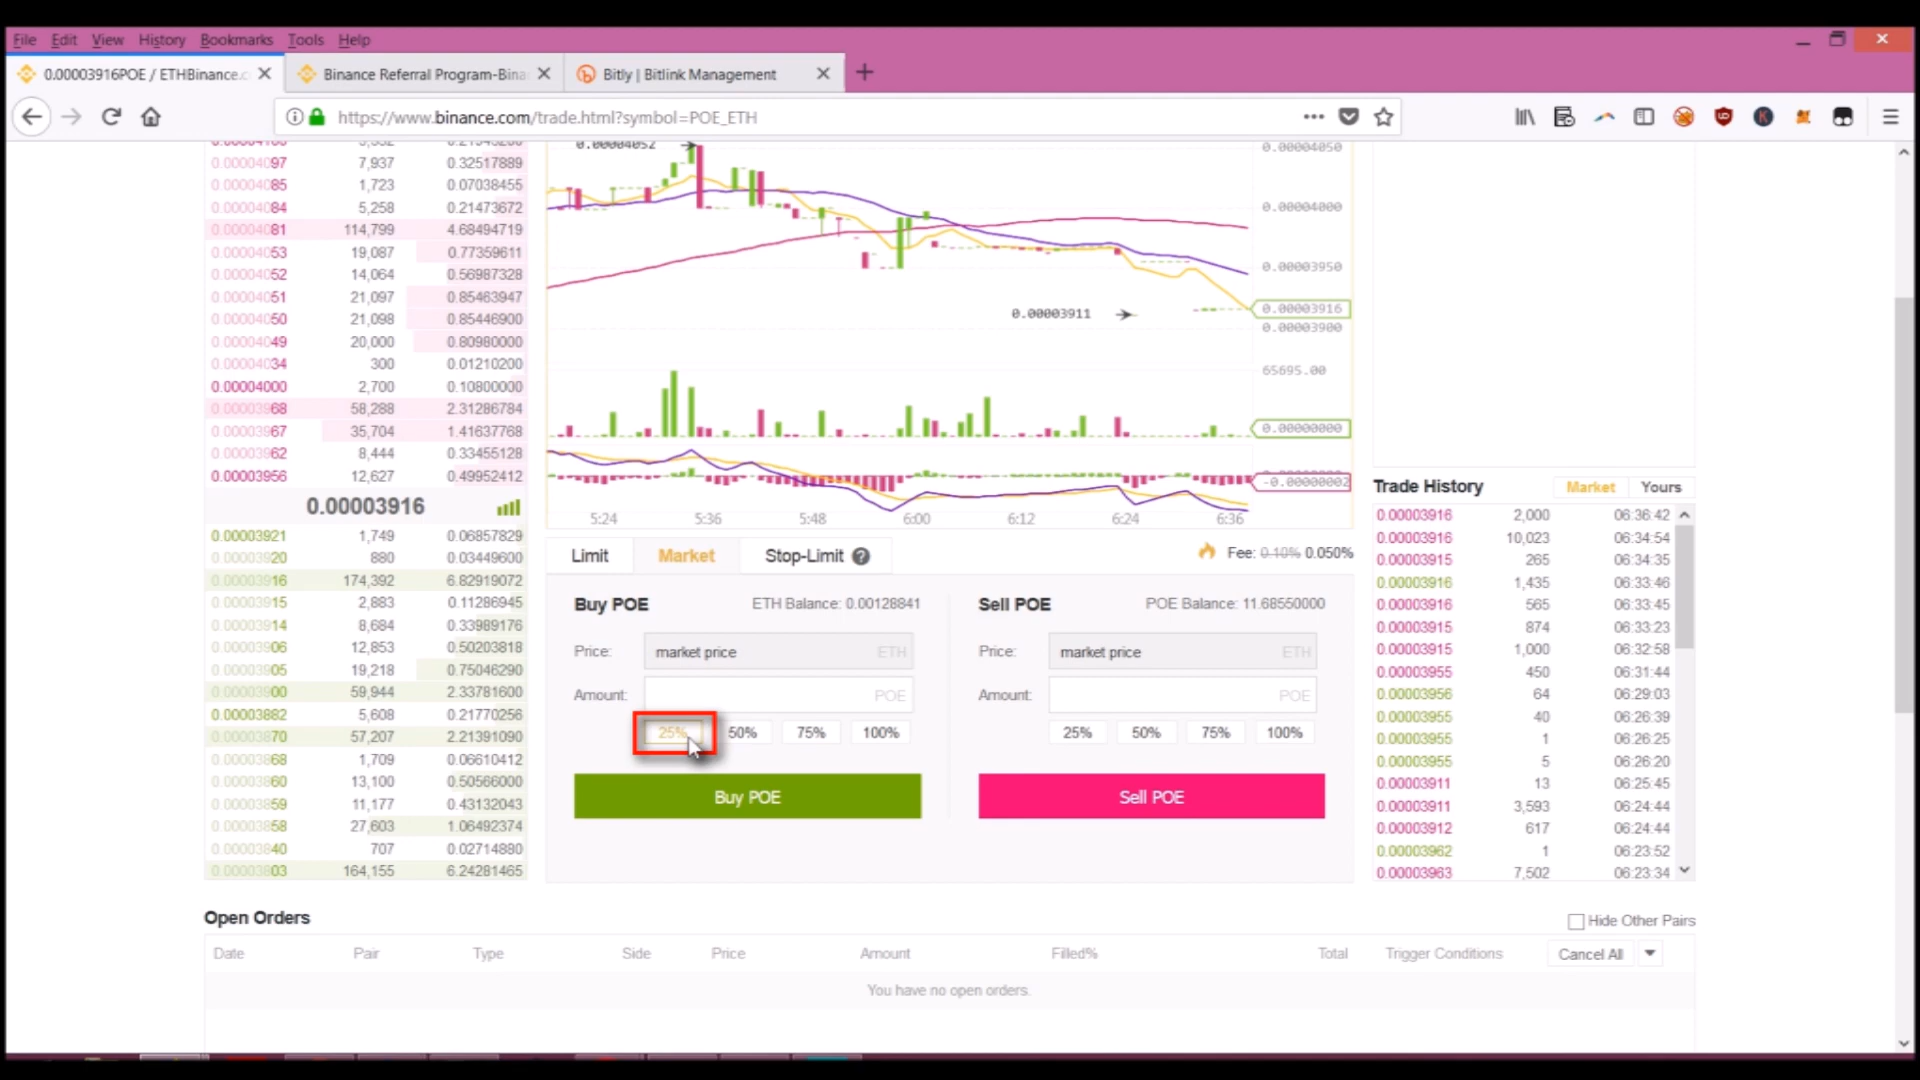 File Edit View History Bookmarks Tools Help
0.00003916POE / ETHBinance.c
Binance Referral Program-Bina
Bitly | Bitlink Management
https://www.binance.com/trade.html?symbol=POE_ETH
0.00004097 7,937 0.32517889
0.00004085 1,723 0.07038455
0.00004084 5,258 0.21473672
0.00004081 114,799 4.68494719
0.00004053 19,087 0.77359611
0.00004052 14,064 0.56987328
0.00004051 21,097 0.85463947
0.00004050 21,098 0.85446900
0.00004049 20,000 0.80980000
0.00004034 300 0.01210200
0.00004000 2,700 0.10800000
0.00003968 58,288 2.31286784
0.00003967 35,704 1.41637768
0.00003962 8,444 0.33455128
0.00003956 12,627 0.49952412
0.00003916
0.00003921 1,749 0.06857829
0.00003920 880 0.03449600
0.00003916 174,392 6.82919072
0.00003915 2,883 0.11286945
0.00003914 8,684 0.33989176
0.00003906 12,853 0.50203818
0.00003905 19,218 0.75046290
0.00003900 59,944 2.33781600
0.00003882 5,608 0.21770256
0.00003870 57,207 2.21391090
0.00003868 1,709 0.06610412
0.00003860 13,100 0.50566000
0.00003859 11,177 0.43132043
0.00003858 27,603 1.06492374
0.00003840 707 0.02714880
0.00003803 164,155 6.24281465
0.00004052
0.00004050
0.00004000
0.00003950
0.00003911
0.00003916
0.00003900
65695.00
0.00000000
-0.00000002
5:24 5:36 5:48 6:00 6:12 6:24 6:36
Limit Market Stop-Limit ?
Fee: 0.10% 0.050%
Buy POE ETH Balance: 0.00128841
Price: market price ETH
Amount: POE
25% 50% 75% 100%
Buy POE
Sell POE POE Balance: 11.68550000
Price: market price ETH
Amount: POE
25% 50% 75% 100%
Sell POE
Trade History Market Yours
0.00003916 2,000 06:36:42
0.00003916 10,023 06:34:54
0.00003915 265 06:34:35
0.00003916 1,435 06:33:46
0.00003916 565 06:33:45
0.00003915 874 06:33:23
0.00003915 1,000 06:32:58
0.00003955 450 06:31:44
0.00003956 64 06:29:03
0.00003955 40 06:26:39
0.00003955 1 06:26:25
0.00003955 5 06:26:20
0.00003911 13 06:25:45
0.00003911 3,593 06:24:44
0.00003912 617 06:24:44
0.00003962 1 06:23:52
0.00003963 7,502 06:23:34
Open Orders
Hide Other Pairs
Date Pair Type Side Price Amount Filled% Total Trigger Conditions Cancel All
You have no open orders.